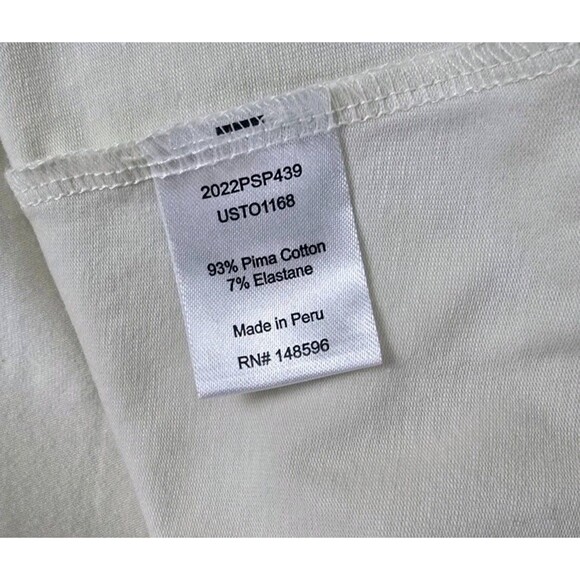 2022PSP439
USTO1168
93% Pima Cotton
7% Elastane
Made in Peru
RN# 148596